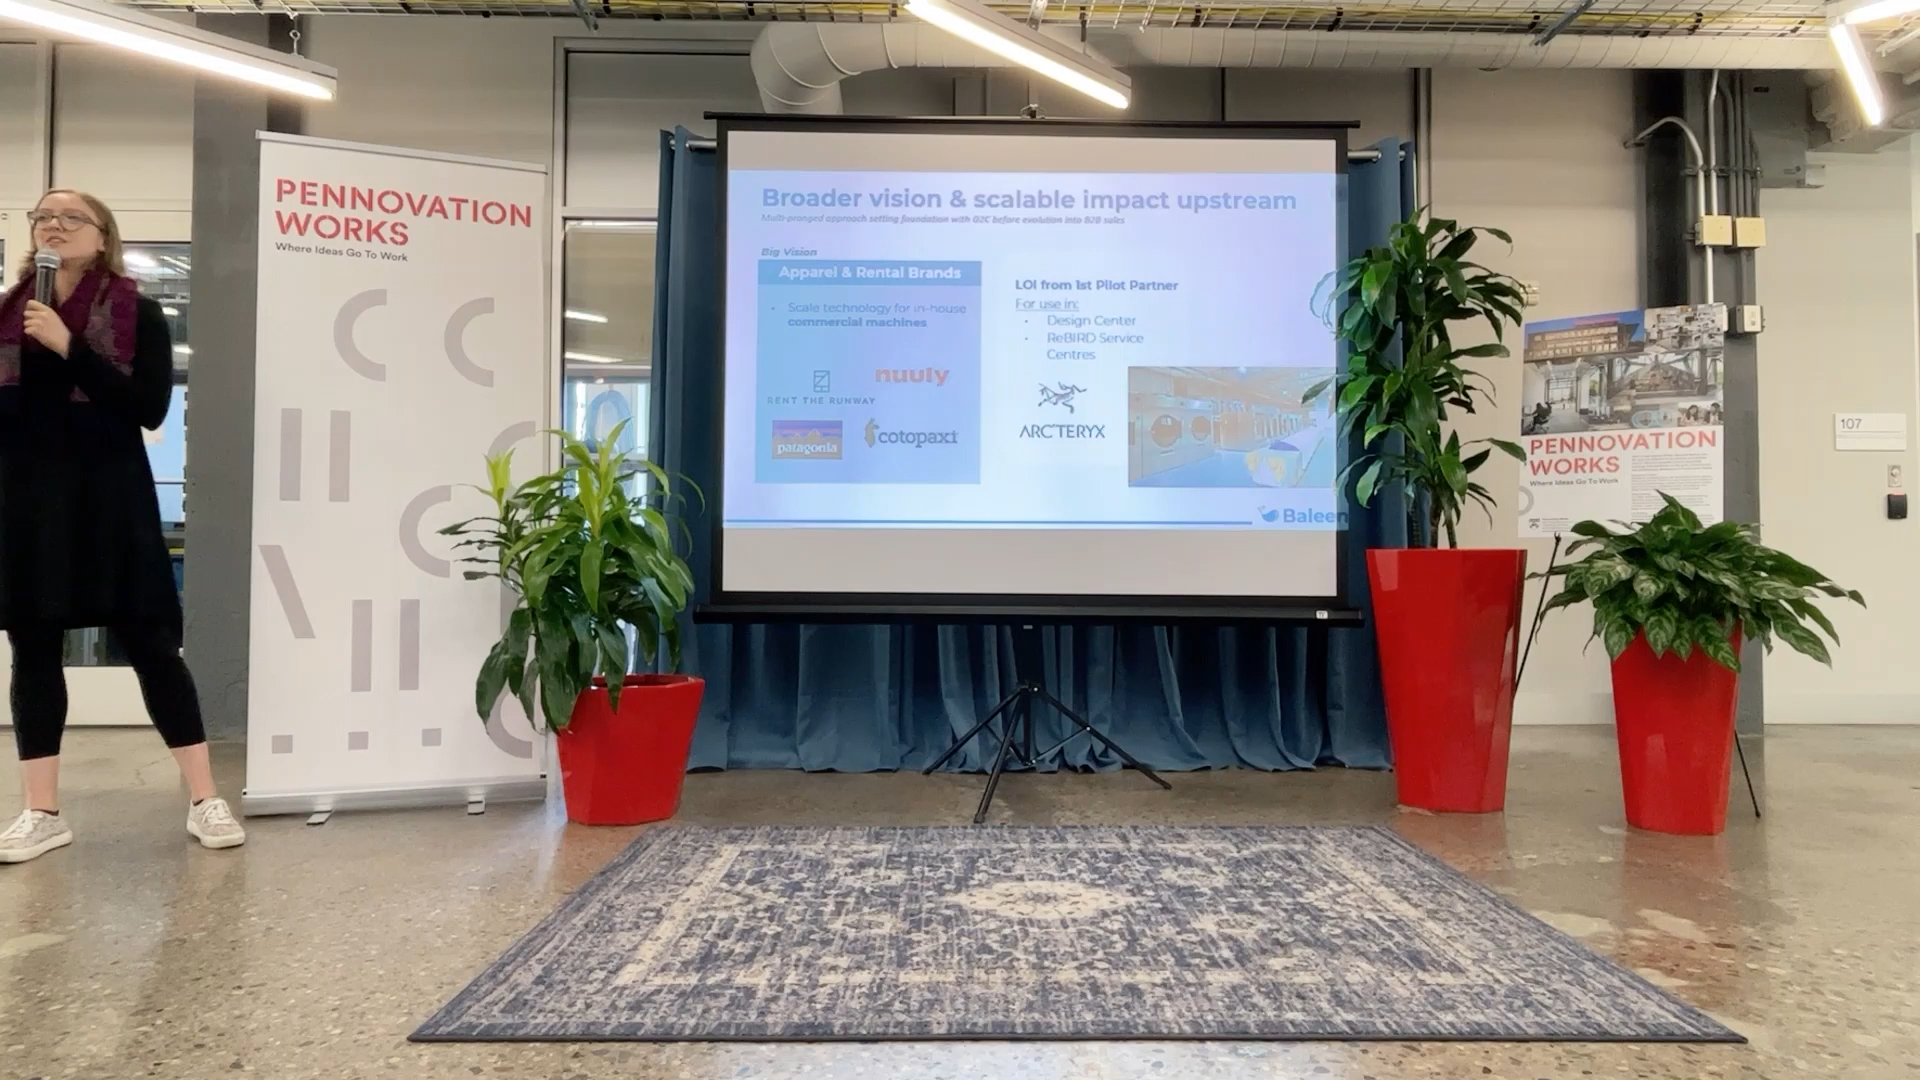 PENNOVATION
WORKS
Where Ideas Go To Work
Broader vision & scalable impact upstream
Multi-pronged approach setting foundation with D2C before evolution into B2B sales
Big Vision
Apparel & Rental Brands
• Scale technology for in-house
commercial machines
RENT THE RUNWAY
nuuly
patagonia
cotopaxi
LOI from 1st Pilot Partner
For use in:
• Design Center
• ReBIRD Service
Centres
ARC'TERYX
Baleen
PENNOVATION
WORKS
Where Ideas Go To Work
107